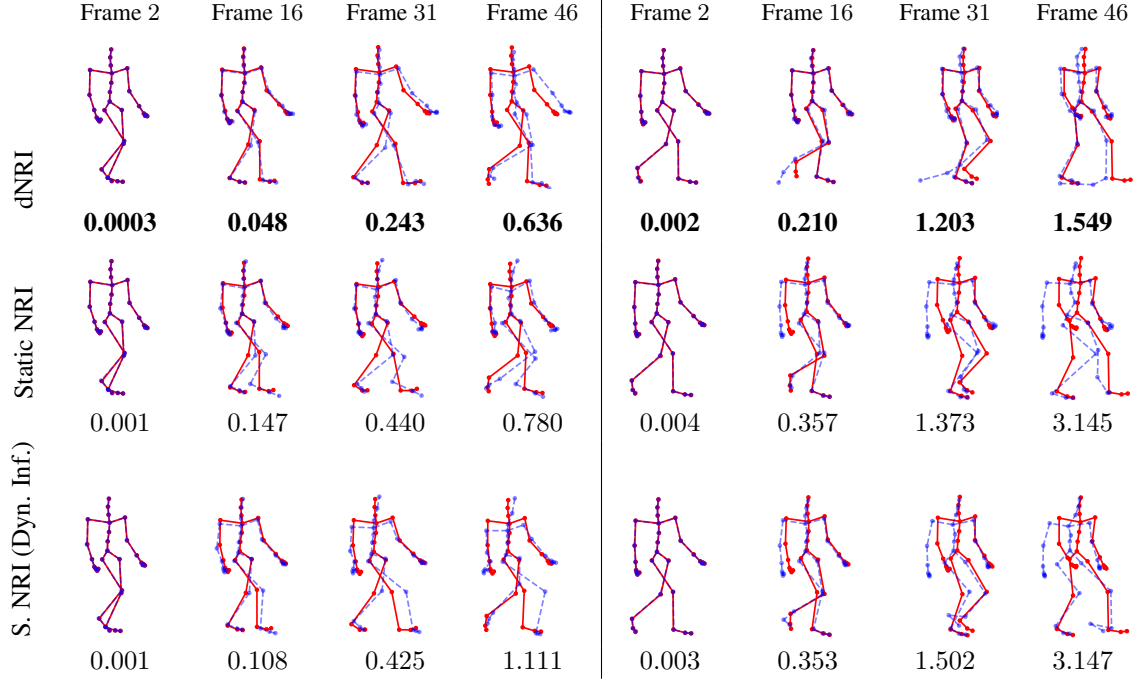 Frame 2 Frame 16 Frame 31 Frame 46 Frame 2 Frame 16 Frame 31 Frame 46
dNRI
0.0003 0.048 0.243 0.636 0.002 0.210 1.203 1.549
Static NRI
0.001 0.147 0.440 0.780 0.004 0.357 1.373 3.145
S. NRI (Dyn. Inf.)
0.001 0.108 0.425 1.111 0.003 0.353 1.502 3.147